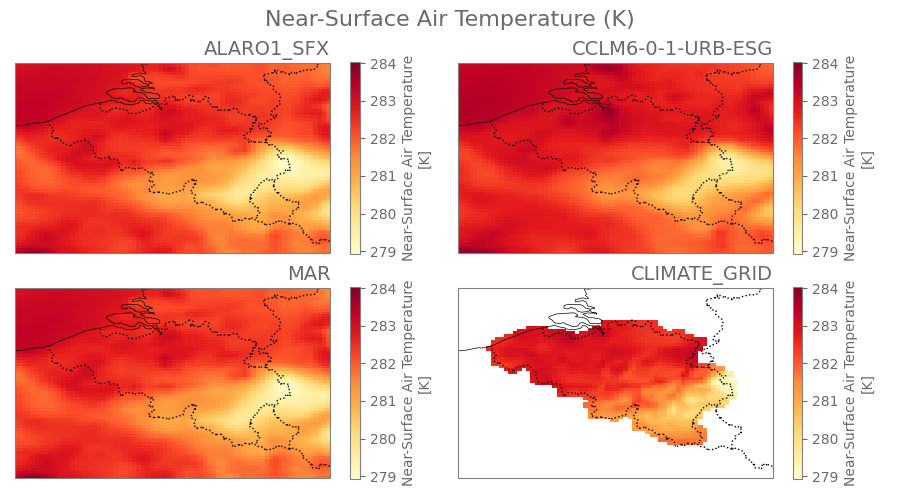 Near-Surface Air Temperature (K)
ALARO1_SFX
284
283
282
281
280
279
Near-Surface Air Temperature
[K]
CCLM6-0-1-URB-ESG
284
283
282
281
280
279
Near-Surface Air Temperature
[K]
MAR
284
283
282
281
280
279
Near-Surface Air Temperature
[K]
CLIMATE_GRID
284
283
282
281
280
279
Near-Surface Air Temperature
[K]